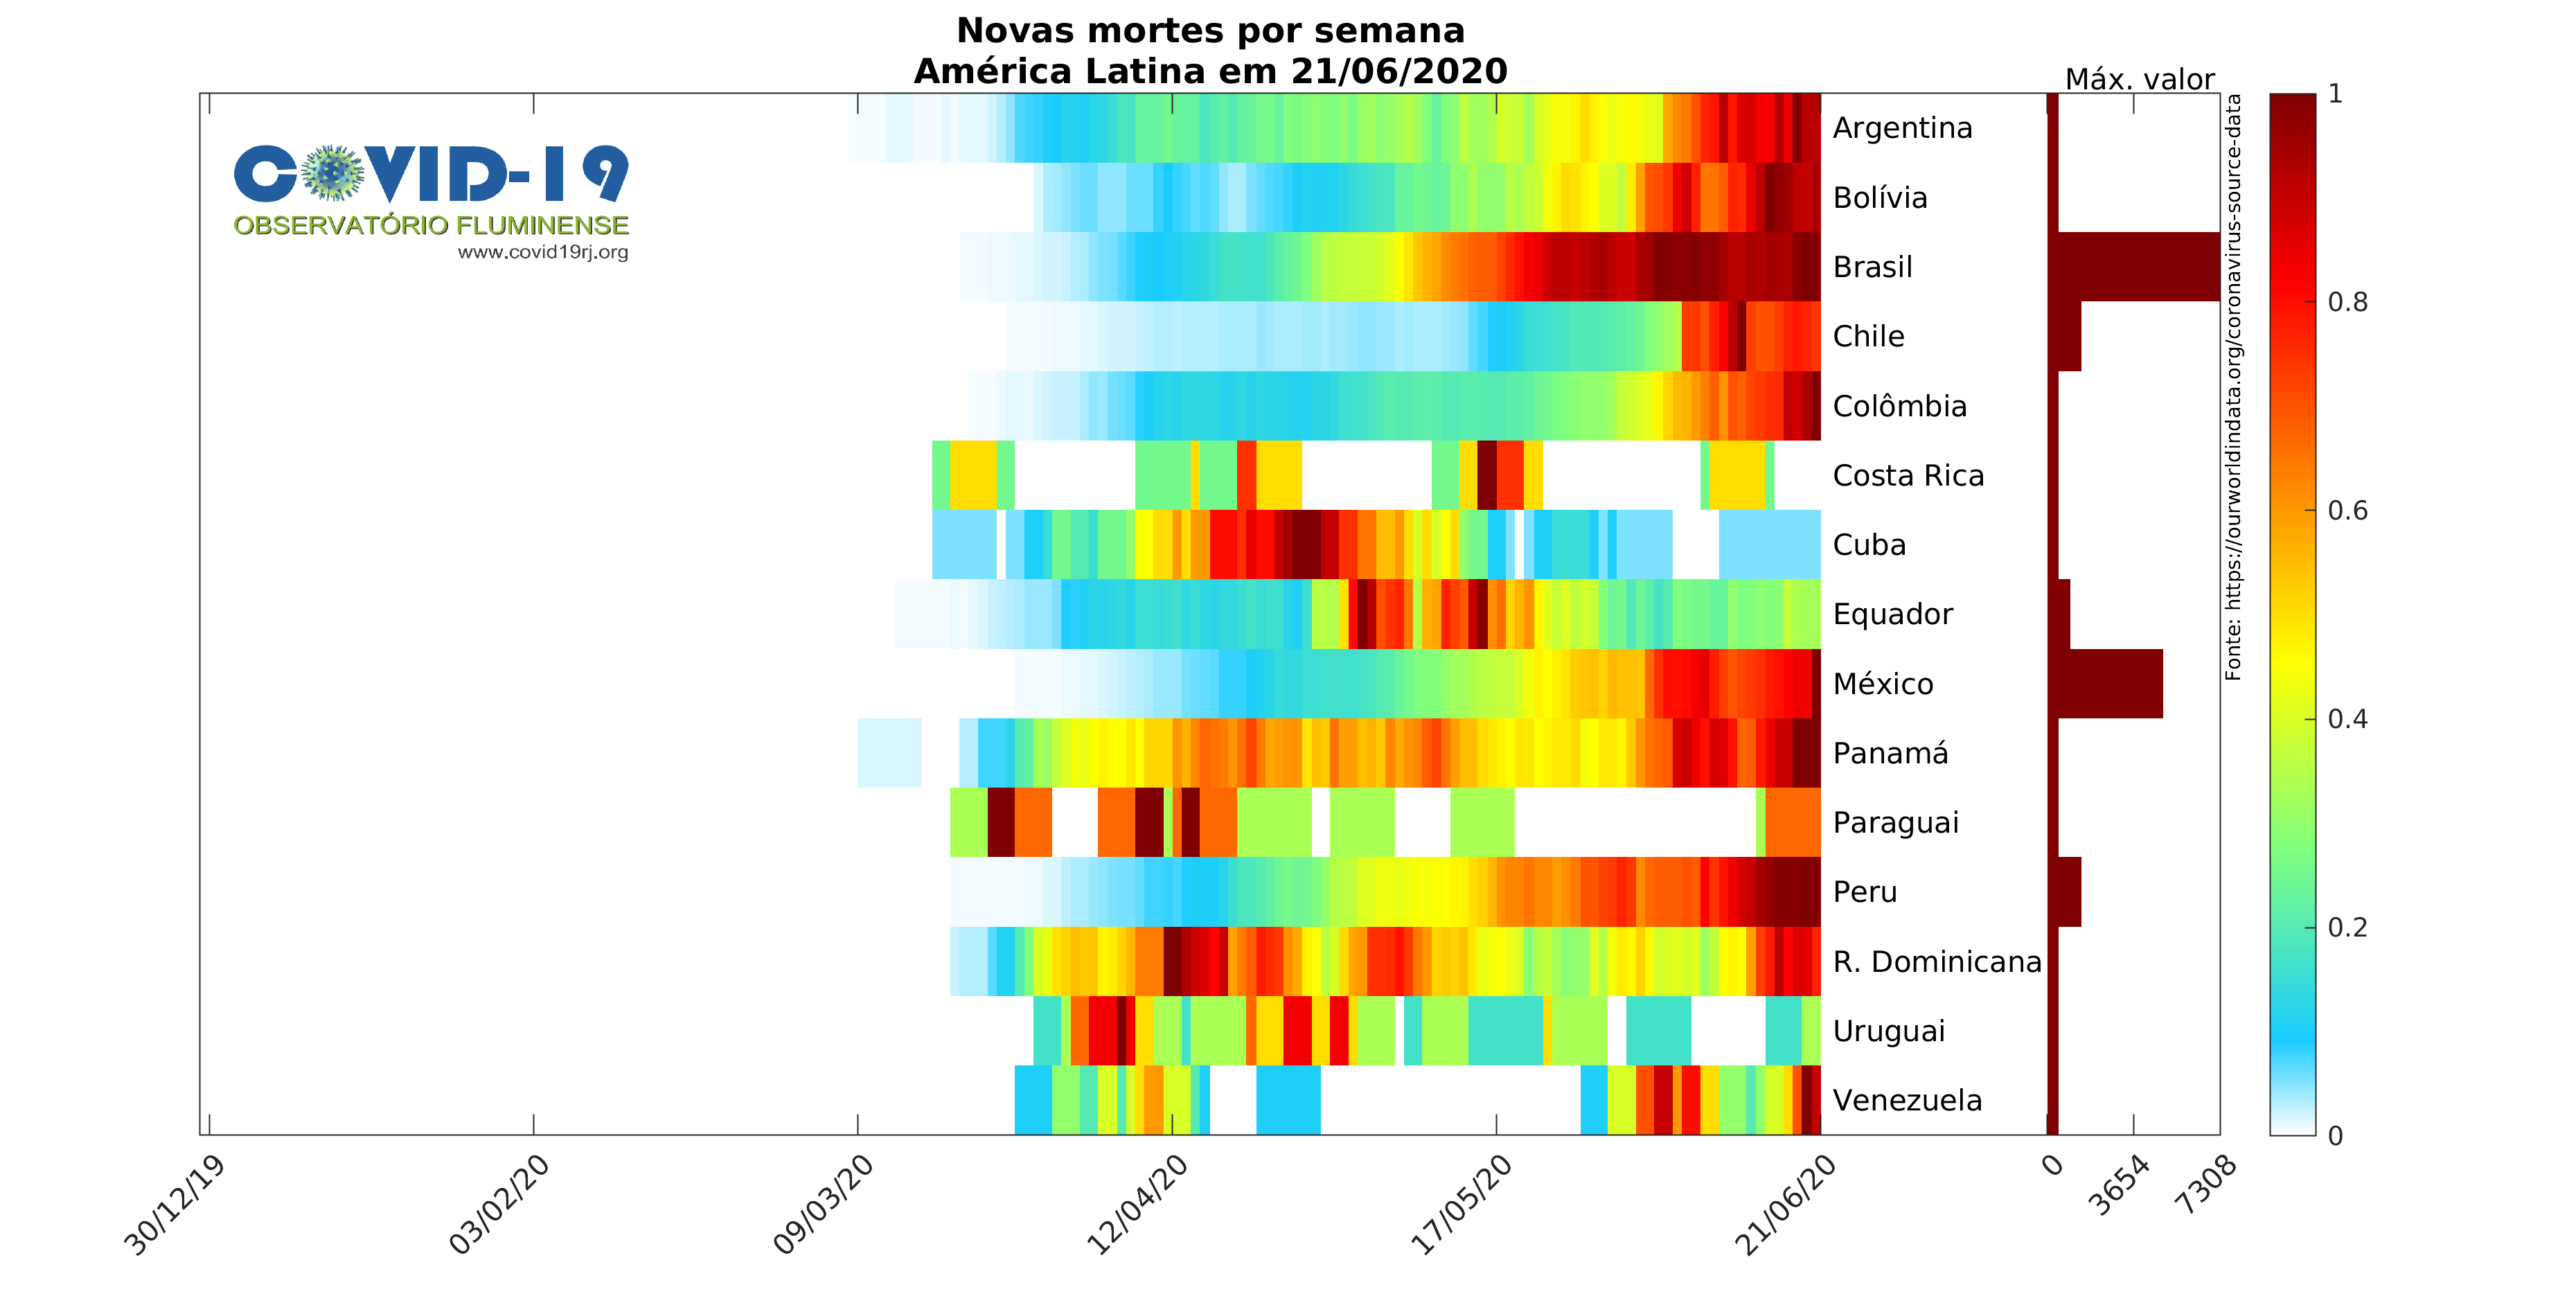 Novas mortes por semana
América Latina em 21/06/2020
Máx. valor
COVID-19
OBSERVATÓRIO FLUMINENSE
www.covid19rj.org
Argentina
Bolívia
Brasil
Chile
Colômbia
Costa Rica
Cuba
Equador
México
Panamá
Paraguai
Peru
R. Dominicana
Uruguai
Venezuela
30/12/19
03/02/20
09/03/20
12/04/20
17/05/20
21/06/20
0
3654
7308
Fonte: https://ourworldindata.org/coronavirus-source-data
1
0.8
0.6
0.4
0.2
0